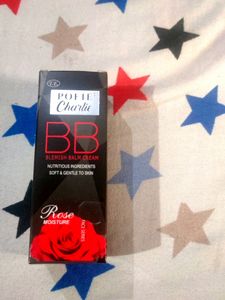 POFIE
Charlie
BB
BLEMISH BALM CREAM
NUTRITIOUS INGREDIENTS
SOFT & GENTLE TO SKIN
Rose
MOISTURE